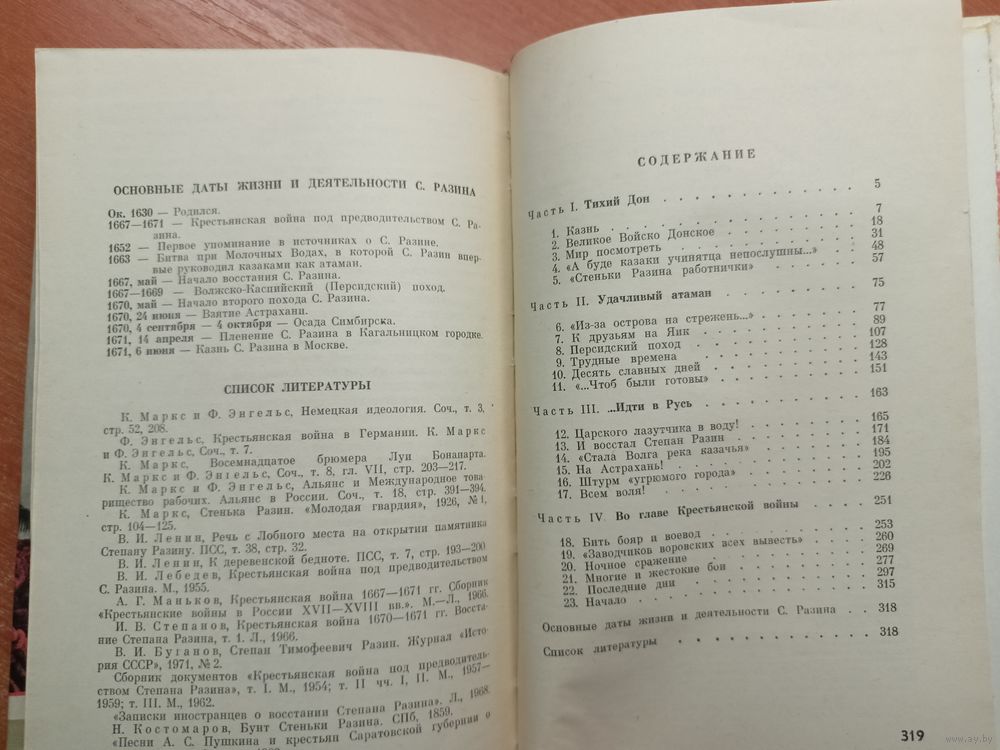 ОСНОВНЫЕ ДАТЫ ЖИЗНИ И ДЕЯТЕЛЬНОСТИ С. РАЗИНА
Ок. 1630 — Родился.
1667—1671 — Крестьянская война под предводительством С. Ра-
зина.
1652 — Первое упоминание в источниках о С. Разине.
1663 — Битва при Молочных Водах, в которой С. Разин впер-
вые руководил казаками как атаман.
1667, май — Начало восстания С. Разина.
1667—1669 — Волжско-Каспийский (Персидский) поход.
1670, май — Начало второго похода С. Разина.
1670, 24 июня — Взятие Астрахани.
1670, 4 сентября — 4 октября — Осада Симбирска.
1671, 14 апреля — Пленение С. Разина в Кагальницком городке.
1671, 6 июня — Казнь С. Разина в Москве.
СПИСОК ЛИТЕРАТУРЫ
К. Маркс и Ф. Энгельс, Немецкая идеология. Соч., т. 3,
стр. 52, 208.
Ф. Энгельс, Крестьянская война в Германии. К. Маркс
и Ф. Энгельс, Соч., т. 7.
К. Маркс, Восемнадцатое брюмера Луи Бонапарта.
К. Маркс и Ф. Энгельс, Соч., т. 8, гл. VII, стр. 203—217.
К. Маркс и Ф. Энгельс, Альянс и Международное това
рищество рабочих. Альянс в России. Соч., т. 18, стр. 391—394.
К. Маркс, Стенька Разин. «Молодая гвардия», 1926, № 1,
стр. 104—125.
В. И. Ленин, Речь с Лобного места на открытии памятника
Степану Разину. ПСС, т. 38, стр. 32.
В. И. Ленин, К деревенской бедноте. ПСС, т. 7, стр. 193—200
В. И. Лебедев, Крестьянская война под предводительством
С. Разина. М., 1955.
А. Г. Маньков, Крестьянская война 1667—1671 гг. Сборник
«Крестьянские войны в России XVII—XVIII вв.». М.—Л., 1966.
И. В. Степанов, Крестьянская война 1670—1671 гг. Восста-
ние Степана Разина, т. 1. Л., 1966.
В. И. Буганов, Степан Тимофеевич Разин. Журнал «Исто-
рия СССР», 1971, № 2.
Сборник документов «Крестьянская война под предводитель-
ством Степана Разина», т. I. М., 1954; т. II чч. I, II. М., 1957—
1959; т. III. М., 1962.
«Записки иностранцев о восстании Степана Разина». Л., 1968.
Н. Костомаров, Бунт Стеньки Разина. СПб, 1859.
«Песни А. С. Пушкина и крестьян Саратовской губернии о
СОДЕРЖАНИЕ
Часть I. Тихий Дон . . . . . . . . . . 5
1. Казнь . . . . . . . . . . 7
2. Великое Войско Донское . . . . . . . 18
3. Мир посмотреть . . . . . . . . . 31
4. «А буде казаки учинятца непослушны...» . . . 48
5. «Стеньки Разина работнички» . . . . . 57
Часть II. Удачливый атаман . . . . . . . 75
6. «Из-за острова на стрежень...» . . . . . 77
7. К друзьям на Яик . . . . . . . . 89
8. Персидский поход . . . . . . . . 107
9. Трудные времена . . . . . . . . 128
10. Десять славных дней . . . . . . . 143
11. «...Чтоб были готовы» . . . . . . . 151
Часть III. ...Идти в Русь . . . . . . . . 163
12. Царского лазутчика в воду! . . . . . . 165
13. И восстал Степан Разин . . . . . . . 171
14. «Стала Волга река казачья» . . . . . . 184
15. На Астрахань! . . . . . . . . . 195
16. Штурм «угрюмого города» . . . . . . 202
17. Всем воля! . . . . . . . . . . 226
Часть IV. Во главе Крестьянской войны . . . . 251
18. Бить бояр и воевод . . . . . . . . 253
19. «Заводчиков воровских всех вывесть» . . . . 260
20. Ночное сражение . . . . . . . . 269
21. Многие и жестокие бои . . . . . . . 277
22. Последние дни . . . . . . . . . 297
23. Начало . . . . . . . . . . . 315
Основные даты жизни и деятельности С. Разина . . 318
Список литературы . . . . . . . . . . 318
319
www.ay.by